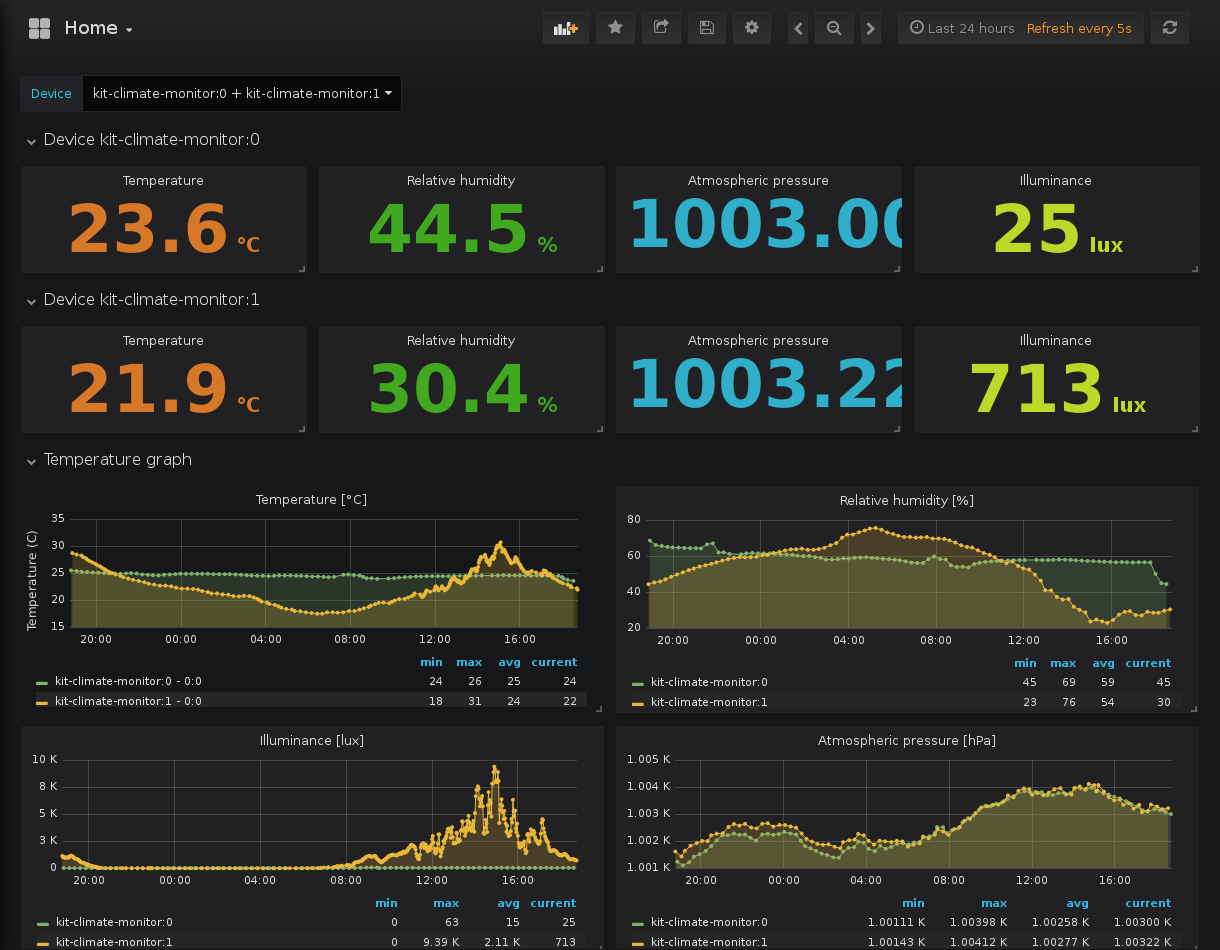 Home
Last 24 hours Refresh every 5s
Device kit-climate-monitor:0 + kit-climate-monitor:1
Device kit-climate-monitor:0
Temperature Relative humidity Atmospheric pressure Illuminance
23.6 °C 44.5 % 1003.00 25 lux
Device kit-climate-monitor:1
Temperature Relative humidity Atmospheric pressure Illuminance
21.9 °C 30.4 % 1003.22 713 lux
Temperature graph
Temperature [°C]
Temperature (C)
35
30
25
20
15
20:00 00:00 04:00 08:00 12:00 16:00
min max avg current
kit-climate-monitor:0 - 0:0 24 26 25 24
kit-climate-monitor:1 - 0:0 18 31 24 22
Relative humidity [%]
80
60
40
20
20:00 00:00 04:00 08:00 12:00 16:00
min max avg current
kit-climate-monitor:0 45 69 59 45
kit-climate-monitor:1 23 76 54 30
Illuminance [lux]
10 K
8 K
5 K
3 K
0
20:00 00:00 04:00 08:00 12:00 16:00
min max avg current
kit-climate-monitor:0 0 63 15 25
kit-climate-monitor:1 0 9.39 K 2.11 K 713
Atmospheric pressure [hPa]
1.005 K
1.004 K
1.003 K
1.002 K
1.001 K
20:00 00:00 04:00 08:00 12:00 16:00
min max avg current
kit-climate-monitor:0 1.00111 K 1.00398 K 1.00258 K 1.00300 K
kit-climate-monitor:1 1.00143 K 1.00412 K 1.00277 K 1.00322 K